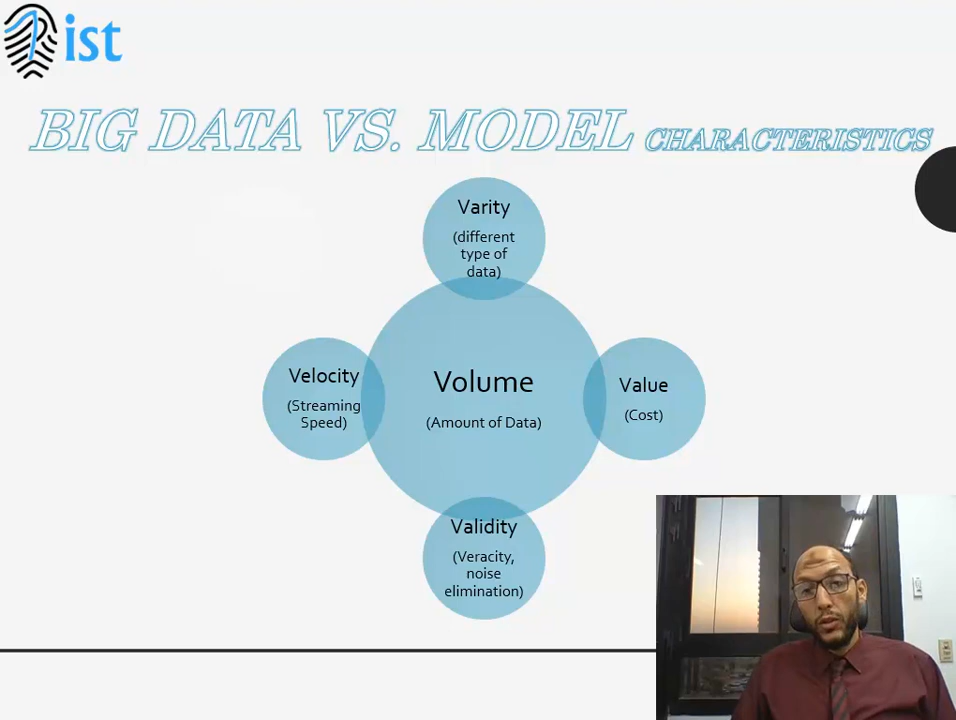 ist
BIG DATA VS. MODEL CHARACTERISTICS
Varity
(different
type of
data)
Velocity
(Streaming
Speed)
Volume
(Amount of Data)
Value
(Cost)
Validity
(Veracity,
noise
elimination)